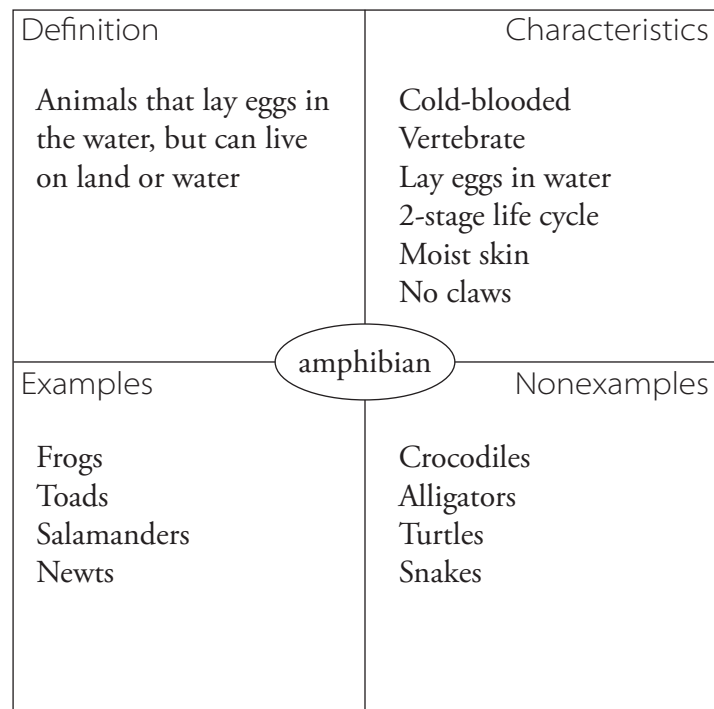 Definition
Animals that lay eggs in
the water, but can live
on land or water
Characteristics
Cold-blooded
Vertebrate
Lay eggs in water
2-stage life cycle
Moist skin
No claws
amphibian
Examples
Frogs
Toads
Salamanders
Newts
Nonexamples
Crocodiles
Alligators
Turtles
Snakes